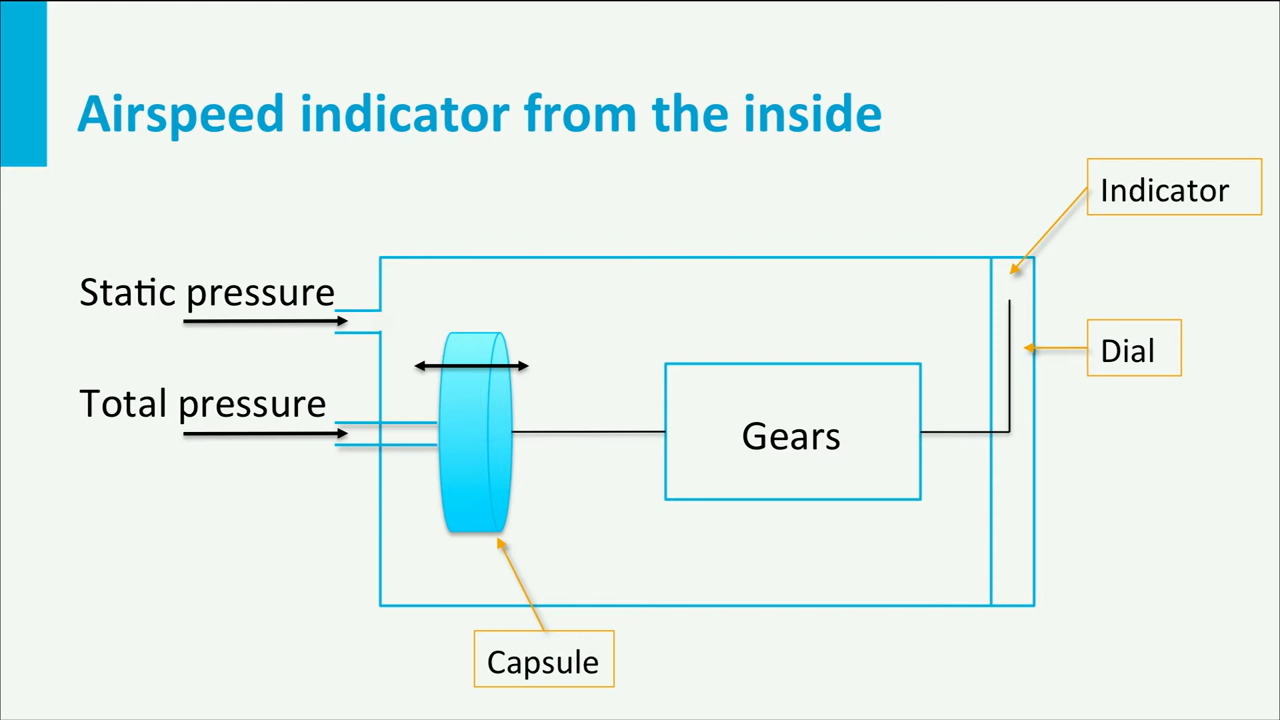 Airspeed indicator from the inside
Indicator
Static pressure
Dial
Total pressure
Gears
Capsule